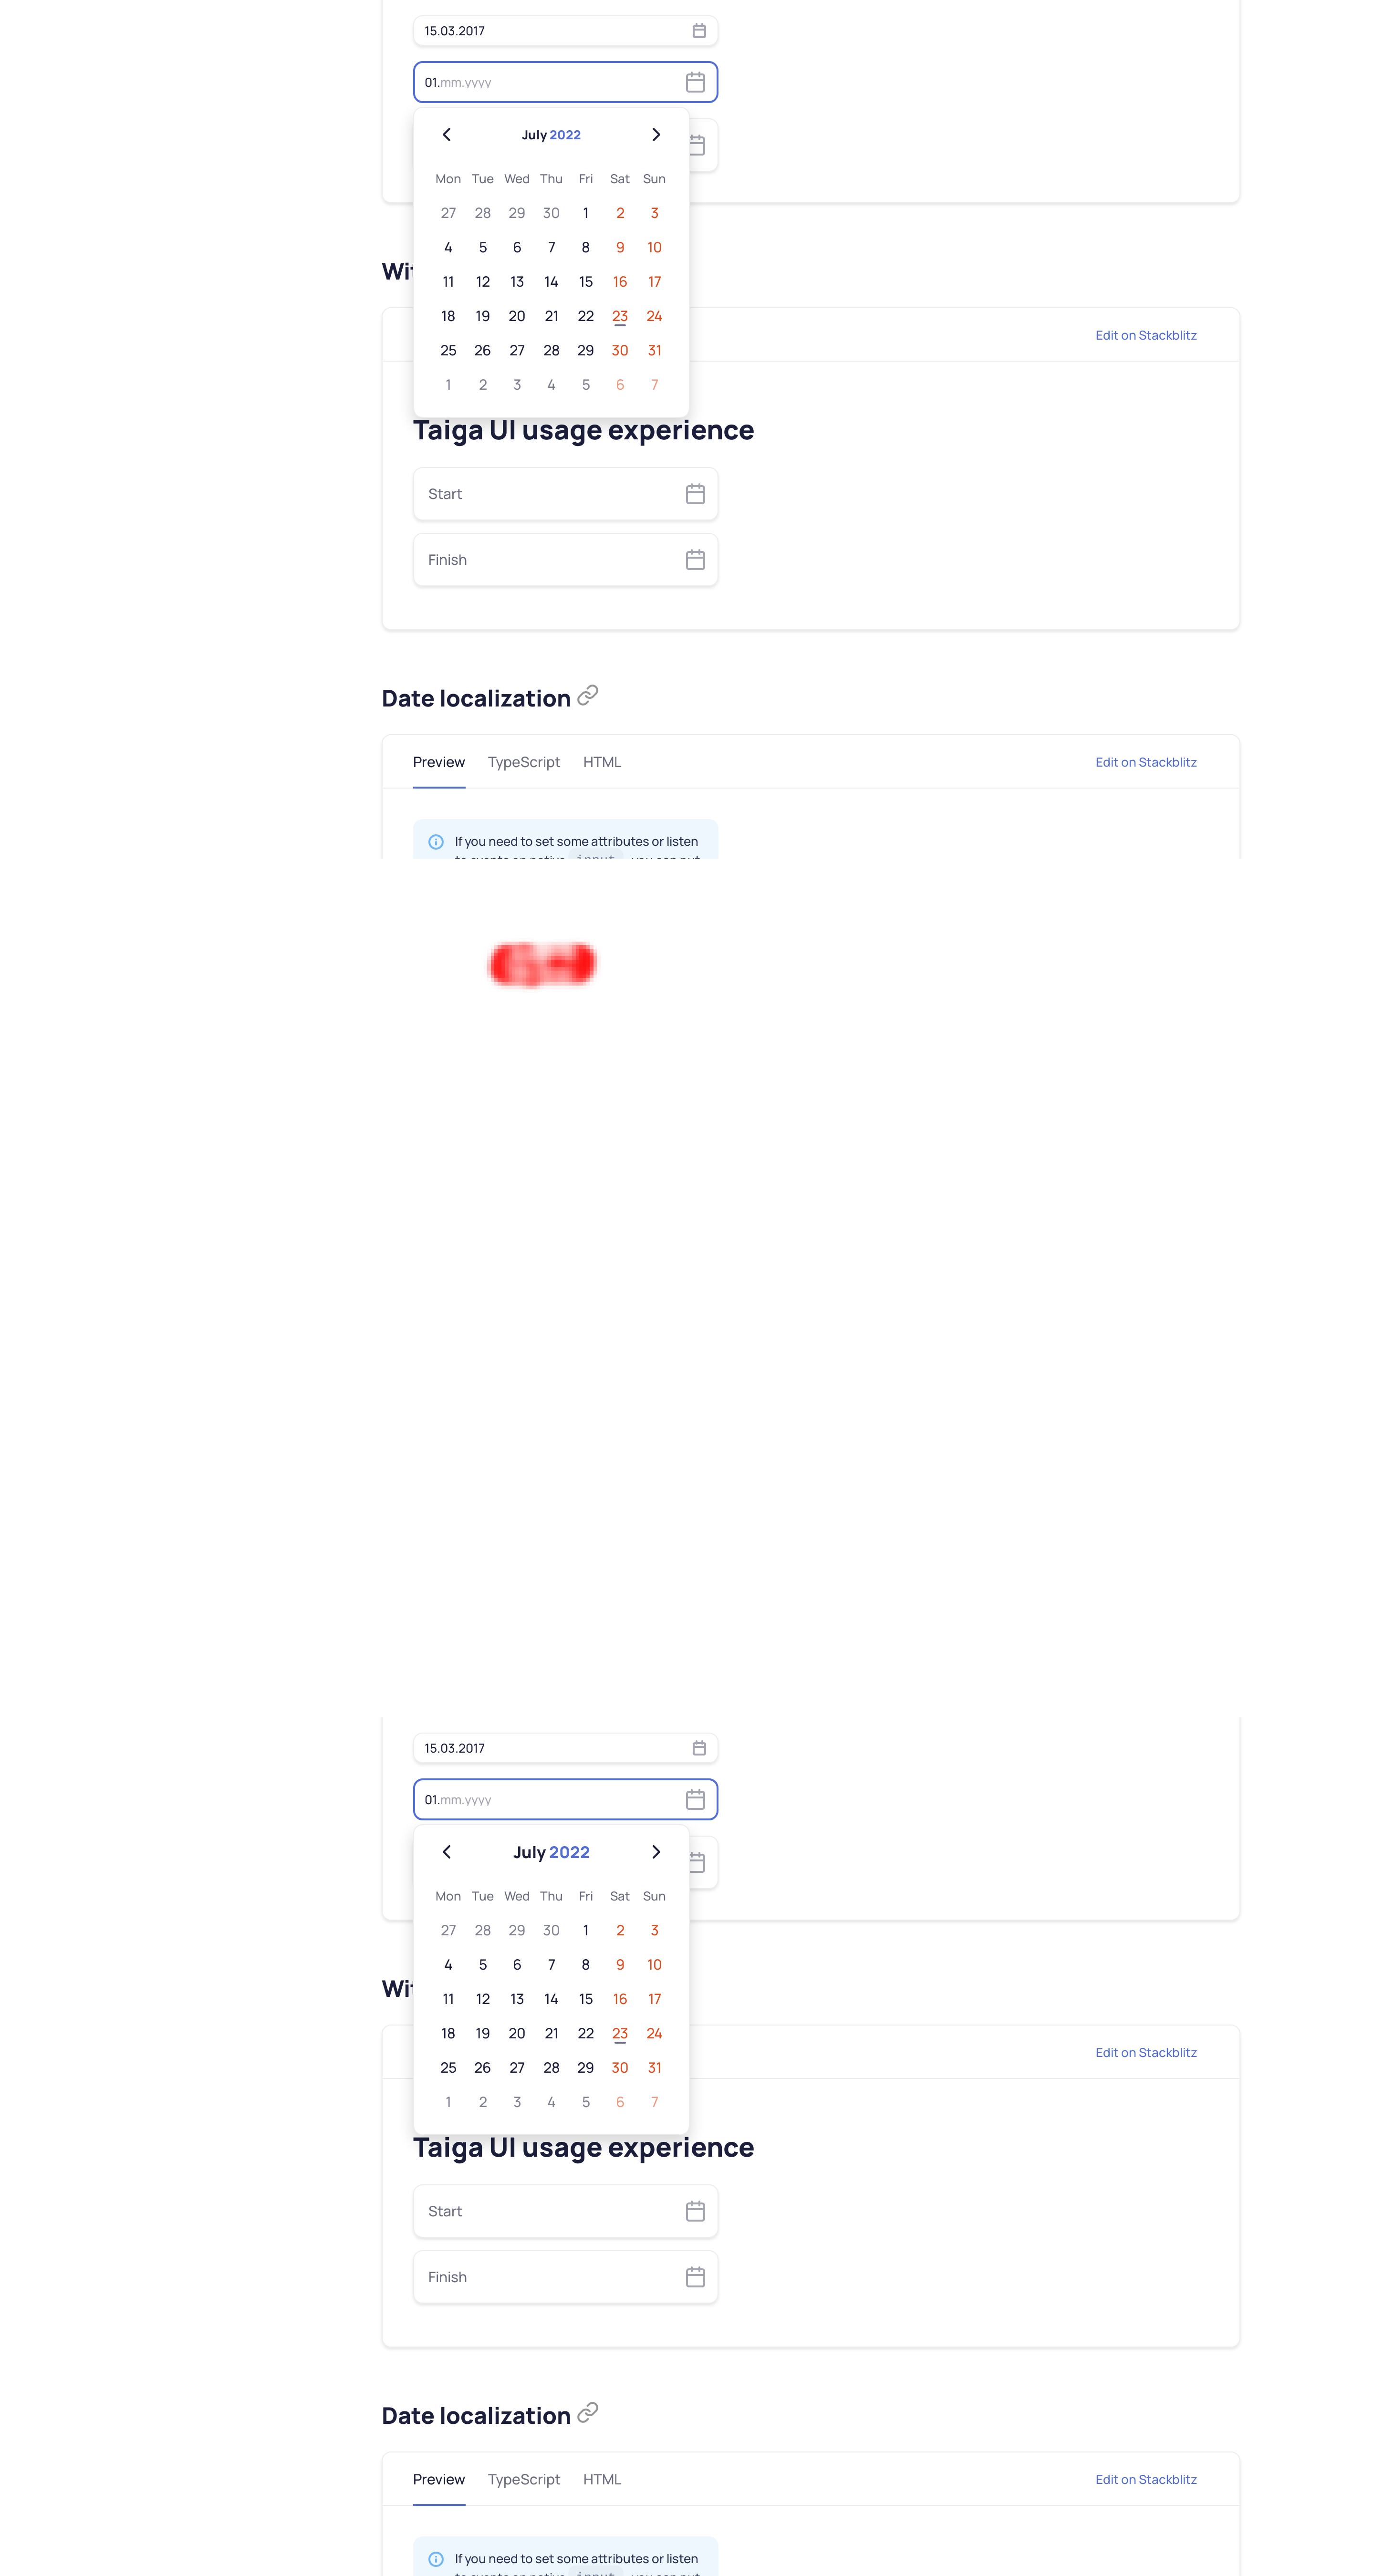 15.03.2017
01.mm.yyyy
July 2022
Mon Tue Wed Thu Fri Sat Sun
27 28 29 30 1 2 3
4 5 6 7 8 9 10
11 12 13 14 15 16 17
18 19 20 21 22 23 24
25 26 27 28 29 30 31
1 2 3 4 5 6 7
Edit on Stackblitz
Taiga UI usage experience
Start
Finish
Date localization
Preview TypeScript HTML Edit on Stackblitz
If you need to set some attributes or listen
15.03.2017
01.mm.yyyy
July 2022
Mon Tue Wed Thu Fri Sat Sun
27 28 29 30 1 2 3
4 5 6 7 8 9 10
11 12 13 14 15 16 17
18 19 20 21 22 23 24
25 26 27 28 29 30 31
1 2 3 4 5 6 7
Edit on Stackblitz
Taiga UI usage experience
Start
Finish
Date localization
Preview TypeScript HTML Edit on Stackblitz
If you need to set some attributes or listen